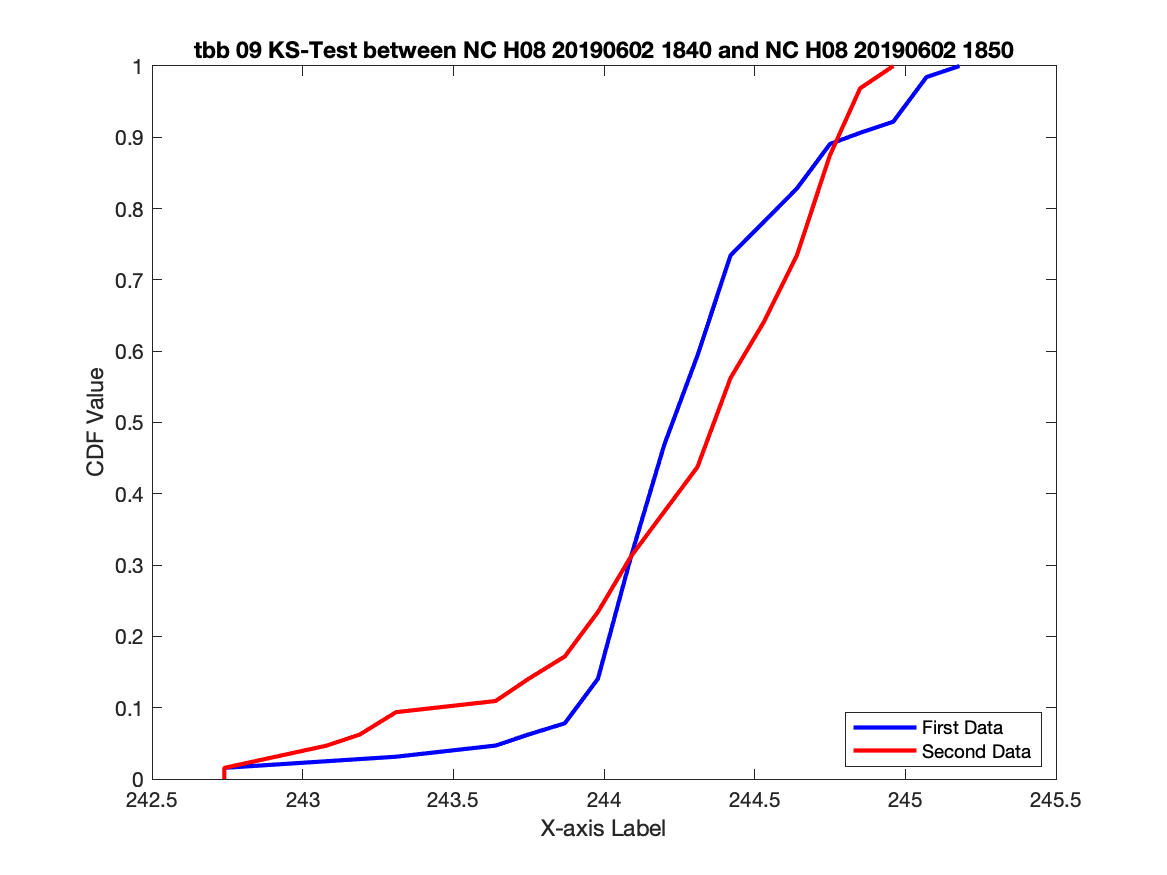 tbb 09 KS-Test between NC H08 20190602 1840 and NC H08 20190602 1850
1
0.9
0.8
0.7
0.6
0.5
0.4
0.3
0.2
0.1
0
CDF Value
242.5 243 243.5 244 244.5 245 245.5
X-axis Label
First Data
Second Data